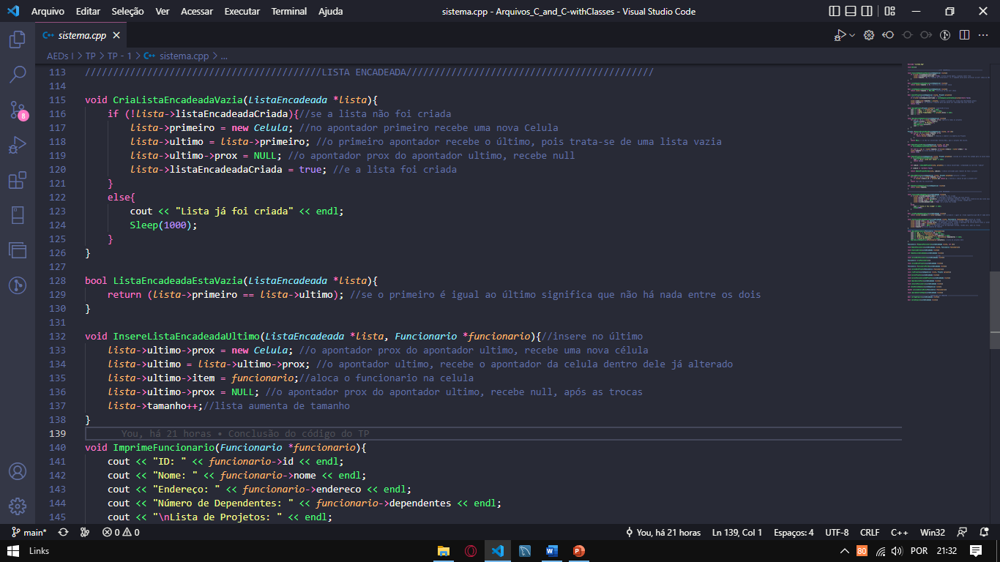 Arquivo Editar Seleção Ver Acessar Executar Terminal Ajuda sistema.cpp - Arquivos_C_and_C-withClasses - Visual Studio Code
sistema.cpp
AEDs I > TP > TP - 1 > sistema.cpp > ...
113 //////////////////////////////////////////LISTA ENCADEADA////////////////////////////////////////////
114
115 void CriaListaEncadeadaVazia(ListaEncadeada *lista){
116 if (!lista->listaEncadeadaCriada){//se a lista não foi criada
117 lista->primeiro = new Celula; //no apontador primeiro recebe uma nova Celula
118 lista->ultimo = lista->primeiro; //o primeiro apontador recebe o último, pois trata-se de uma lista vazia
119 lista->ultimo->prox = NULL; //o apontador prox do apontador ultimo, recebe null
120 lista->listaEncadeadaCriada = true; //e a lista foi criada
121 }
122 else{
123 cout << "Lista já foi criada" << endl;
124 Sleep(1000);
125 }
126 }
127
128 bool ListaEncadeadaEstaVazia(ListaEncadeada *lista){
129 return (lista->primeiro == lista->ultimo); //se o primeiro é igual ao último significa que não há nada entre os dois
130 }
131
132 void InsereListaEncadeadaUltimo(ListaEncadeada *lista, Funcionario *funcionario){//insere no último
133 lista->ultimo->prox = new Celula; //o apontador prox do apontador ultimo, recebe uma nova célula
134 lista->ultimo = lista->ultimo->prox; //o apontador ultimo, recebe o apontador da celula dentro dele já alterado
135 lista->ultimo->item = funcionario;//aloca o funcionario na celula
136 lista->ultimo->prox = NULL; //o apontador prox do apontador ultimo, recebe null, após as trocas
137 lista->tamanho++;//lista aumenta de tamanho
138 }
139 You, há 21 horas • Conclusão do código do TP
140 void ImprimeFuncionario(Funcionario *funcionario){
141 cout << "ID: " << funcionario->id << endl;
142 cout << "Nome: " << funcionario->nome << endl;
143 cout << "Endereço: " << funcionario->endereco << endl;
144 cout << "Número de Dependentes: " << funcionario->dependentes << endl;
145 cout << "\nLista de Projetos: " << endl;
8
main* 0 0 You, há 21 horas Ln 139, Col 1 Espaços: 4 UTF-8 CRLF C++ Win32
Links 80 POR 21:32